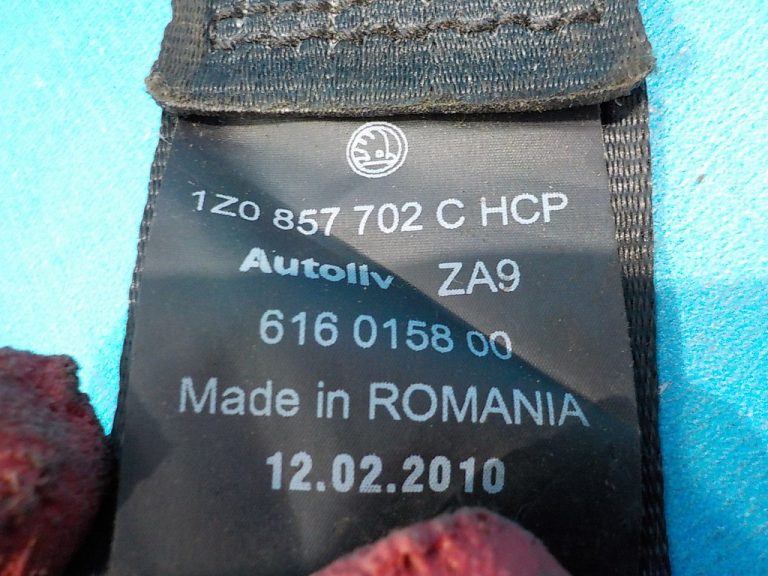 1Z0 857 702 C HCP
Autoliv ZA9
616 0158 00
Made in ROMANIA
12.02.2010